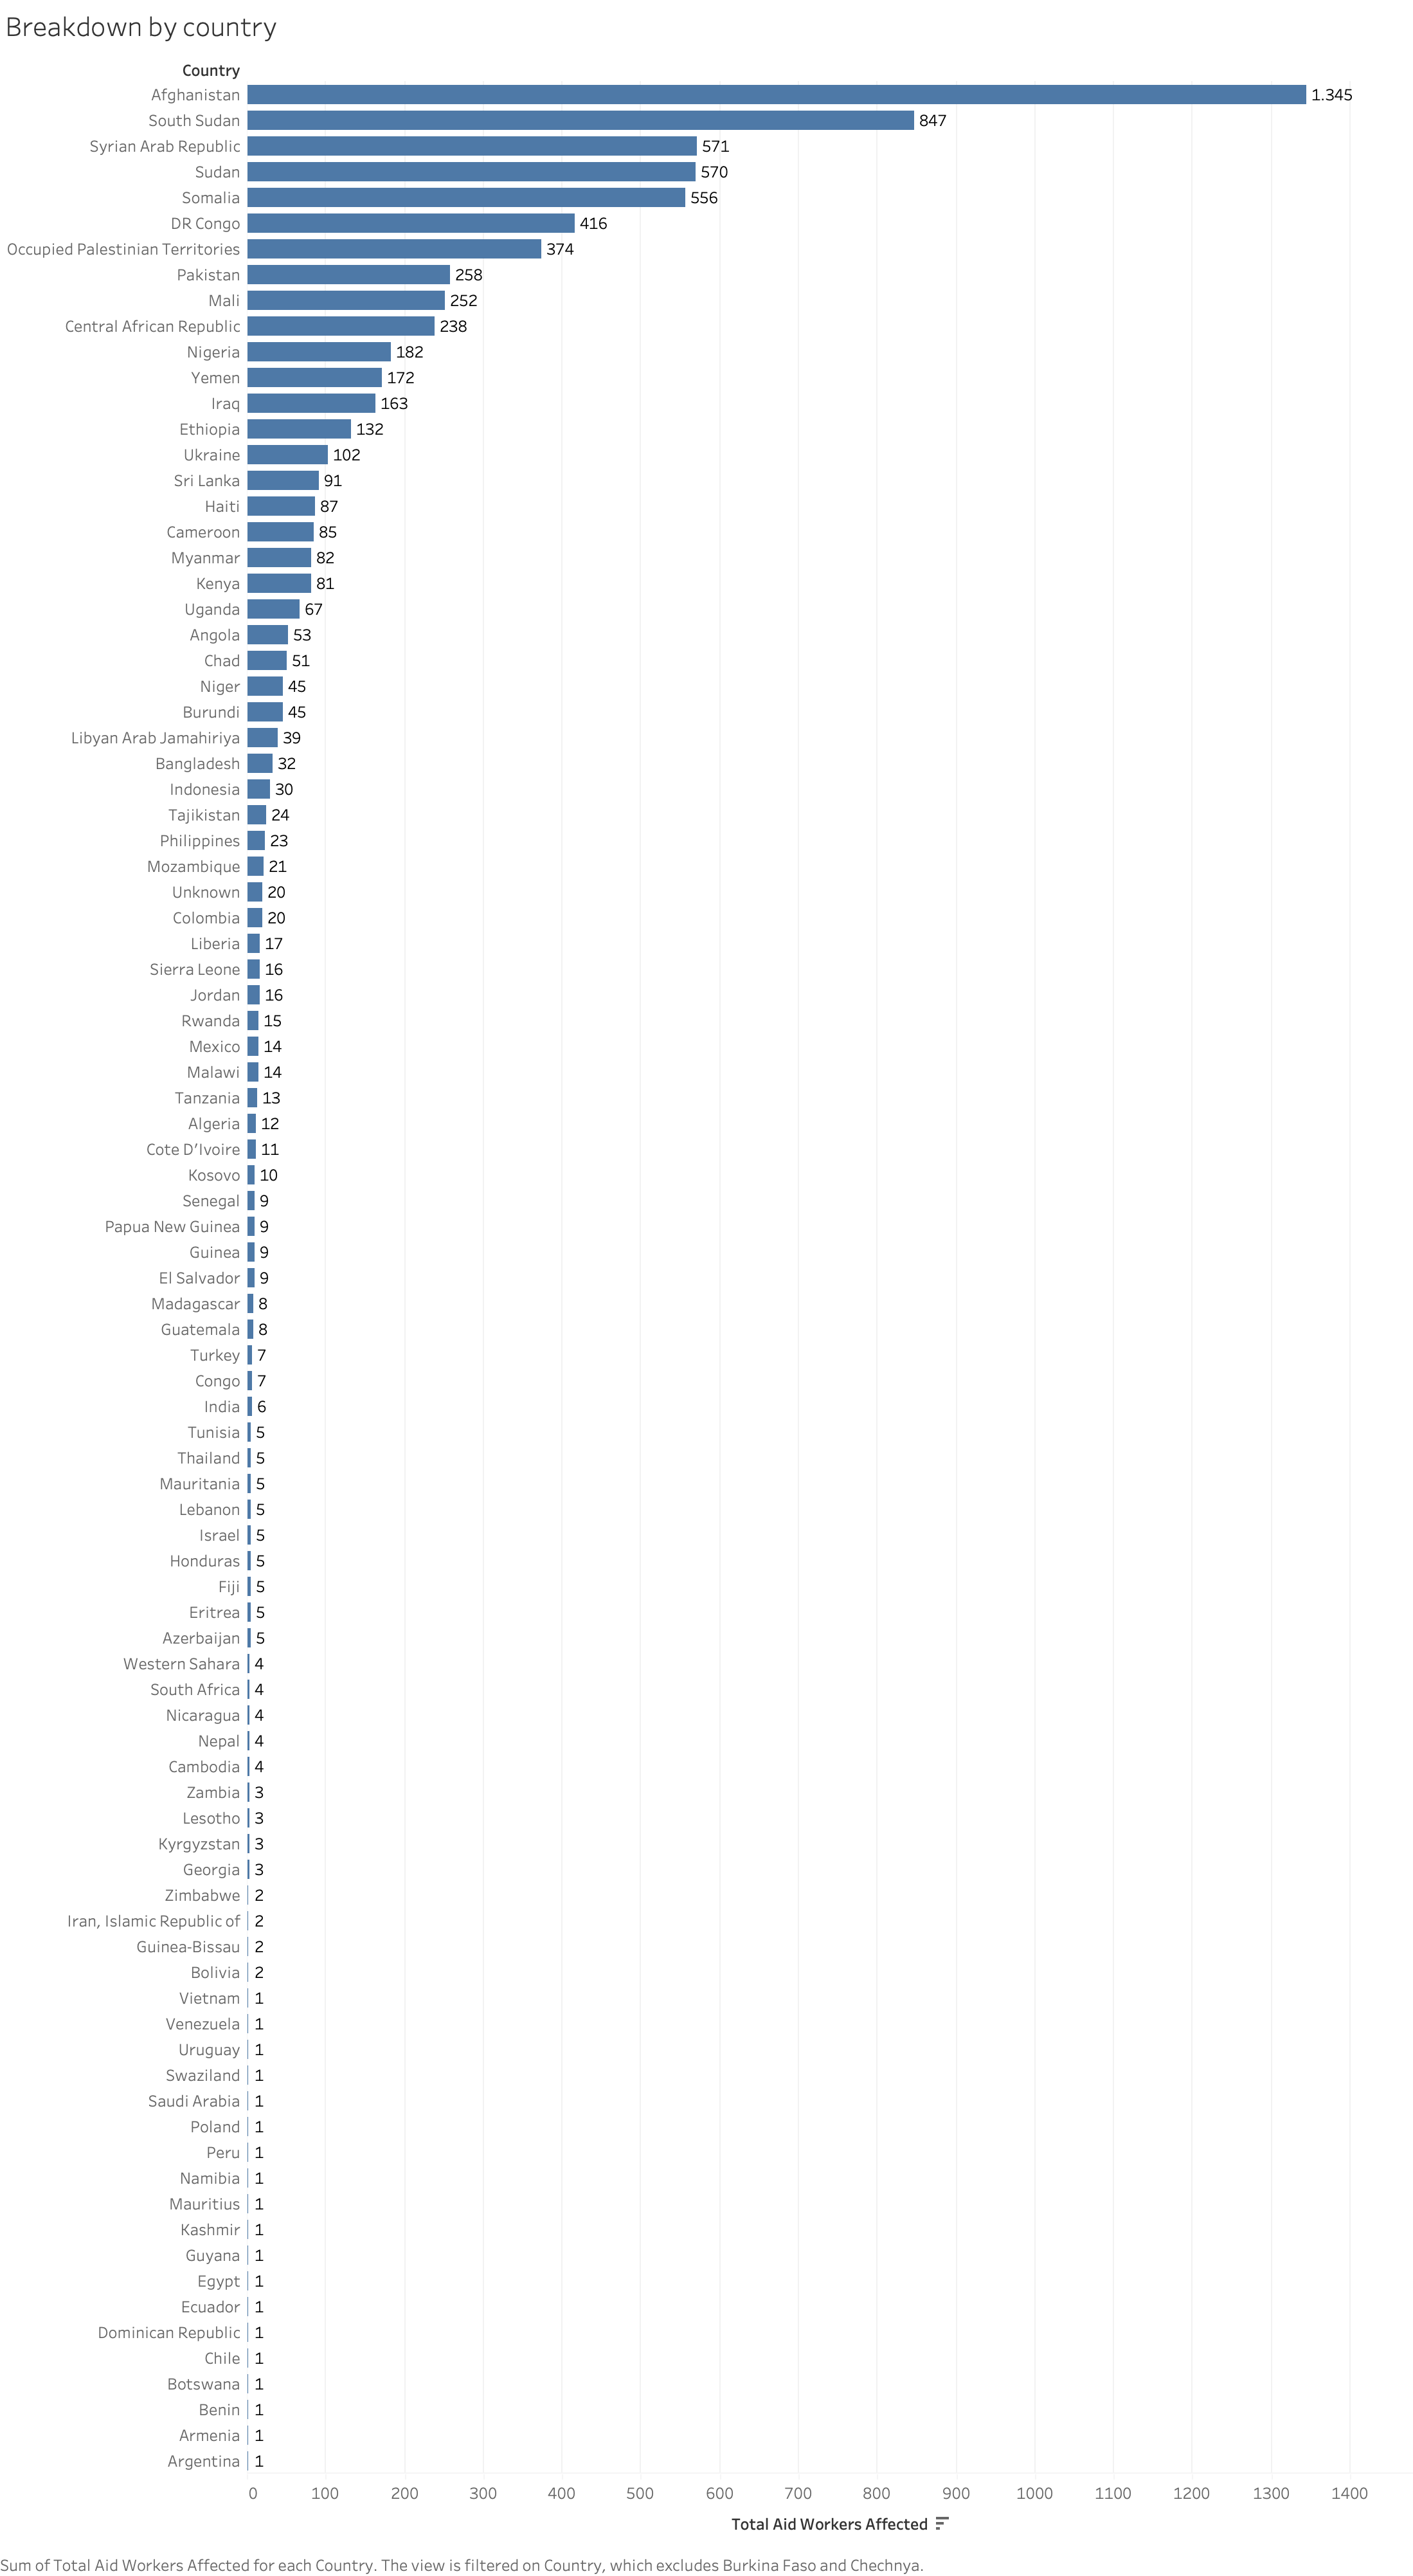 Breakdown by country
Country
Afghanistan 1.345
South Sudan 847
Syrian Arab Republic 571
Sudan 570
Somalia 556
DR Congo 416
Occupied Palestinian Territories 374
Pakistan 258
Mali 252
Central African Republic 238
Nigeria 182
Yemen 172
Iraq 163
Ethiopia 132
Ukraine 102
Sri Lanka 91
Haiti 87
Cameroon 85
Myanmar 82
Kenya 81
Uganda 67
Angola 53
Chad 51
Niger 45
Burundi 45
Libyan Arab Jamahiriya 39
Bangladesh 32
Indonesia 30
Tajikistan 24
Philippines 23
Mozambique 21
Unknown 20
Colombia 20
Liberia 17
Sierra Leone 16
Jordan 16
Rwanda 15
Mexico 14
Malawi 14
Tanzania 13
Algeria 12
Cote D’Ivoire 11
Kosovo 10
Senegal 9
Papua New Guinea 9
Guinea 9
El Salvador 9
Madagascar 8
Guatemala 8
Turkey 7
Congo 7
India 6
Tunisia 5
Thailand 5
Mauritania 5
Lebanon 5
Israel 5
Honduras 5
Fiji 5
Eritrea 5
Azerbaijan 5
Western Sahara 4
South Africa 4
Nicaragua 4
Nepal 4
Cambodia 4
Zambia 3
Lesotho 3
Kyrgyzstan 3
Georgia 3
Zimbabwe 2
Iran, Islamic Republic of 2
Guinea-Bissau 2
Bolivia 2
Vietnam 1
Venezuela 1
Uruguay 1
Swaziland 1
Saudi Arabia 1
Poland 1
Peru 1
Namibia 1
Mauritius 1
Kashmir 1
Guyana 1
Egypt 1
Ecuador 1
Dominican Republic 1
Chile 1
Botswana 1
Benin 1
Armenia 1
Argentina 1
0 100 200 300 400 500 600 700 800 900 1000 1100 1200 1300 1400
Total Aid Workers Affected
Sum of Total Aid Workers Affected for each Country. The view is filtered on Country, which excludes Burkina Faso and Chechnya.